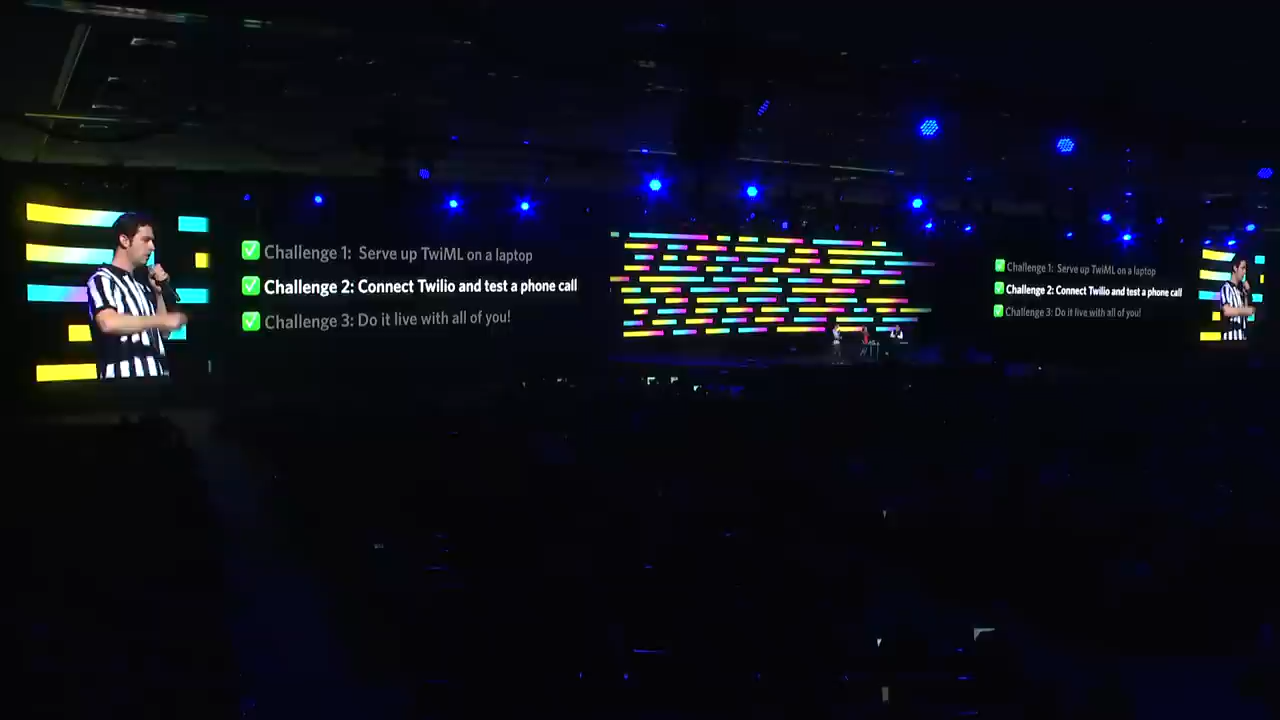 ✅ Challenge 1: Serve up TwiML on a laptop
✅ Challenge 2: Connect Twilio and test a phone call
✅ Challenge 3: Do it live with all of you!
✅ Challenge 1: Serve up TwiML on a laptop
✅ Challenge 2: Connect Twilio and test a phone call
✅ Challenge 3: Do it live with all of you!